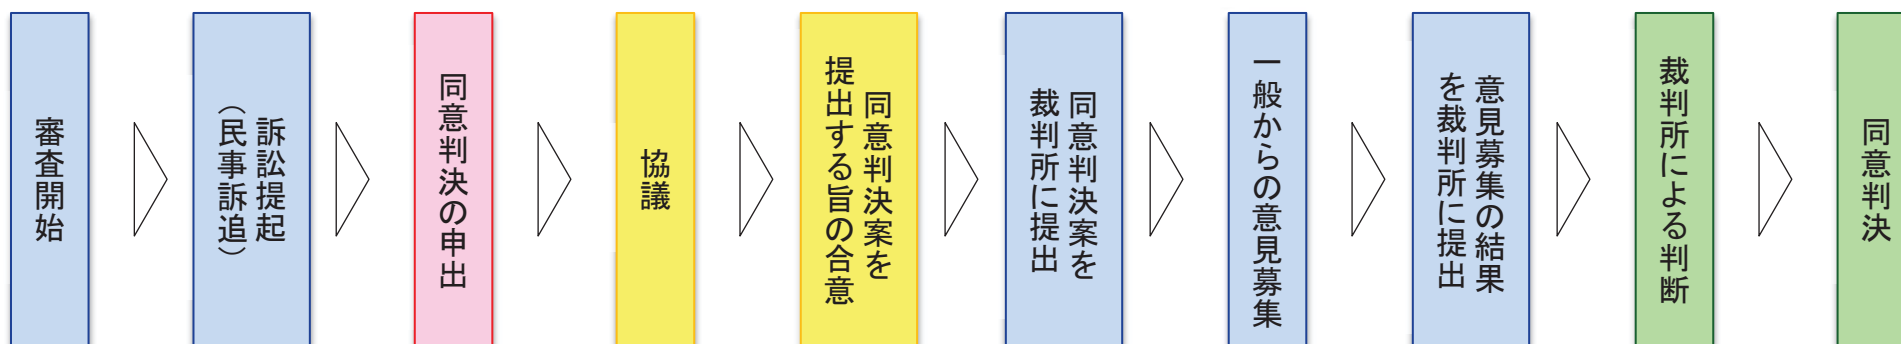 審査開始
訴訟提起
（民事訴追）
同意判決の申出
協議
同意判決案を
提出する旨の合意
同意判決案を
裁判所に提出
一般からの意見募集
意見募集の結果
を裁判所に提出
裁判所による判断
同意判決